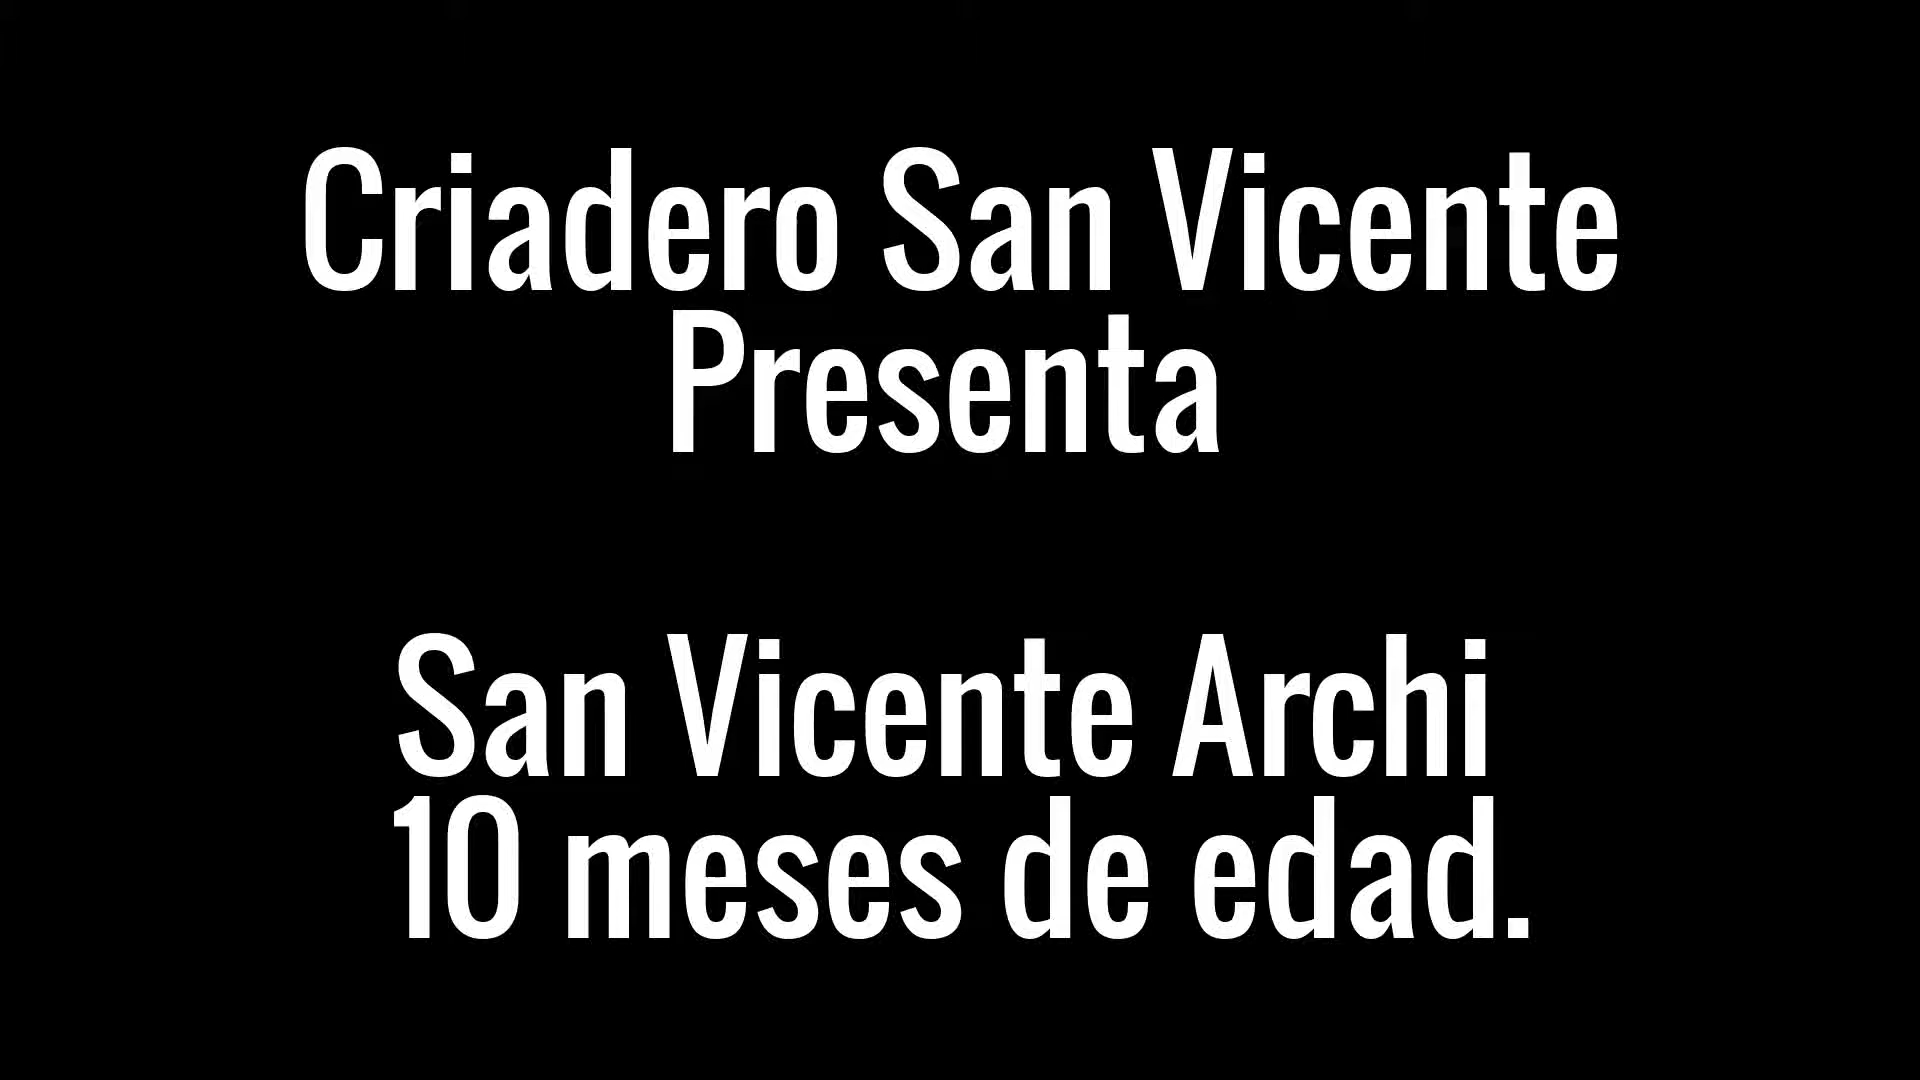 Criadero San Vicente
Presenta
San Vicente Archi
10 meses de edad.